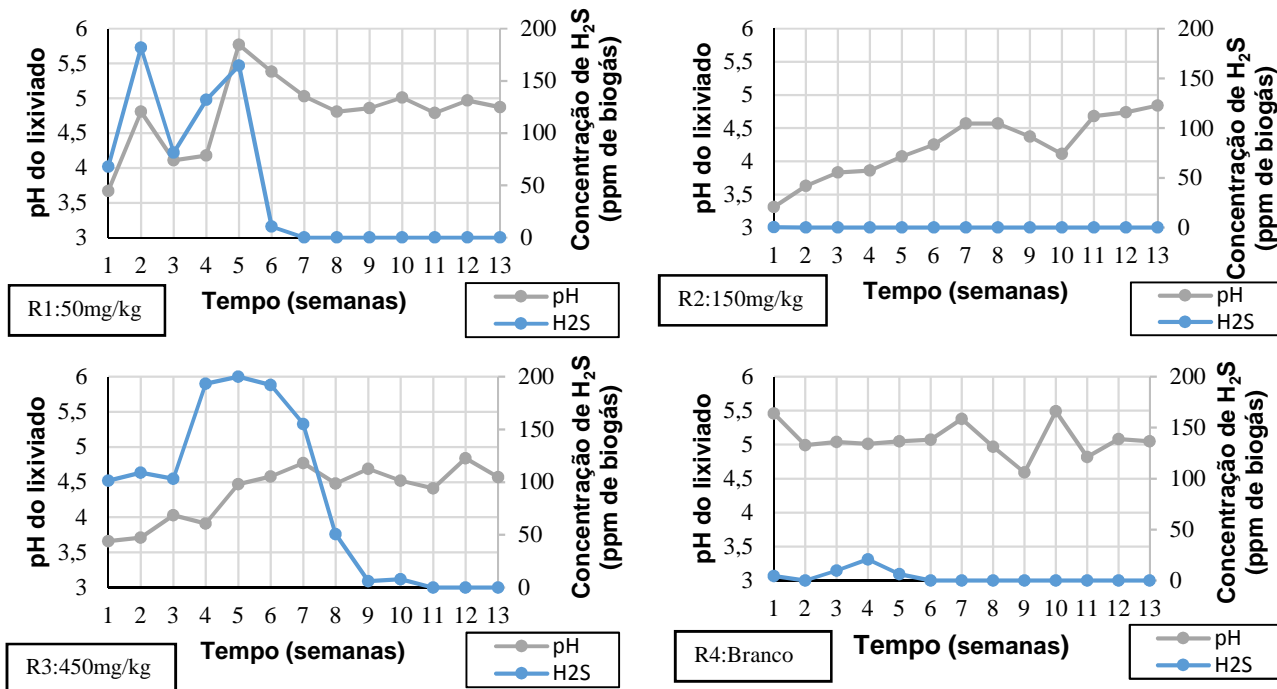 6
5,5
5
4,5
4
3,5
3
200
150
100
50
0
pH do lixiviado
Concentração de H₂S
(ppm de biogás)
1 2 3 4 5 6 7 8 9 10 11 12 13
Tempo (semanas)
R1:50mg/kg
pH
H2S
6
5,5
5
4,5
4
3,5
3
200
150
100
50
0
pH do lixiviado
Concentração de H₂S
(ppm de biogás)
1 2 3 4 5 6 7 8 9 10 11 12 13
Tempo (semanas)
R2:150mg/kg
pH
H2S
6
5,5
5
4,5
4
3,5
3
200
150
100
50
0
pH do lixiviado
Concentração de H₂S
(ppm de biogás)
1 2 3 4 5 6 7 8 9 10 11 12 13
Tempo (semanas)
R3:450mg/kg
pH
H2S
6
5,5
5
4,5
4
3,5
3
200
150
100
50
0
pH do lixiviado
Concentração de H₂S
(ppm de biogás)
1 2 3 4 5 6 7 8 9 10 11 12 13
Tempo (semanas)
R4:Branco
pH
H2S